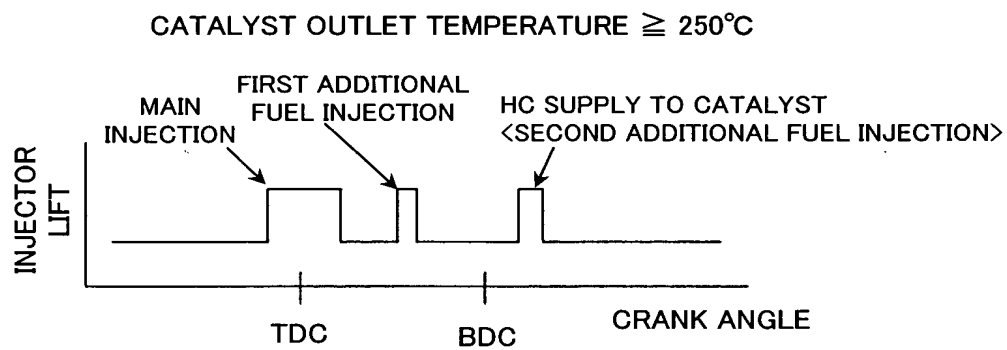 CATALYST OUTLET TEMPERATURE ≧ 250℃
FIRST ADDITIONAL
FUEL INJECTION
MAIN
INJECTION
HC SUPPLY TO CATALYST
<SECOND ADDITIONAL FUEL INJECTION>
INJECTOR
LIFT
TDC
BDC
CRANK ANGLE